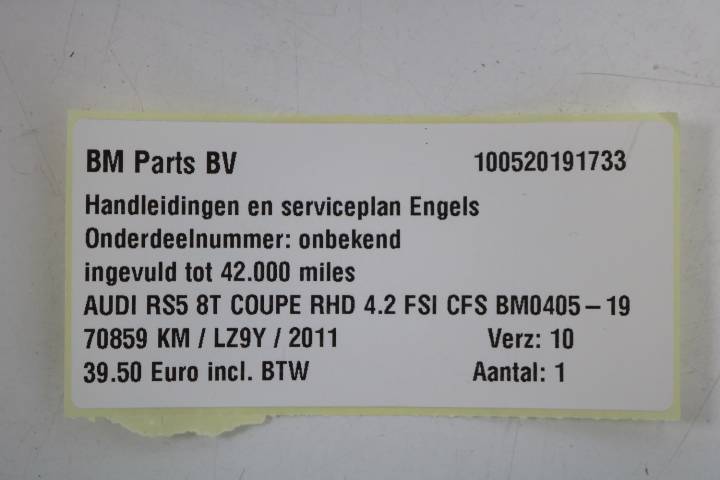 BM Parts BV 100520191733
Handleidingen en serviceplan Engels
Onderdeelnummer: onbekend
ingevuld tot 42.000 miles
AUDI RS5 8T COUPE RHD 4.2 FSI CFS BM0405-19
70859 KM / LZ9Y / 2011 Verz: 10
39.50 Euro incl. BTW Aantal: 1